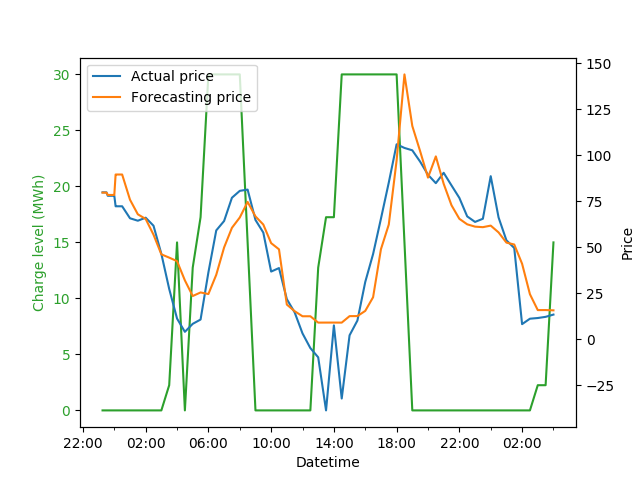 Actual price
Forecasting price
30
25
20
15
10
5
0
Charge level (MWh)
150
125
100
75
50
25
0
−25
Price
22:00 02:00 06:00 10:00 14:00 18:00 22:00 02:00
Datetime